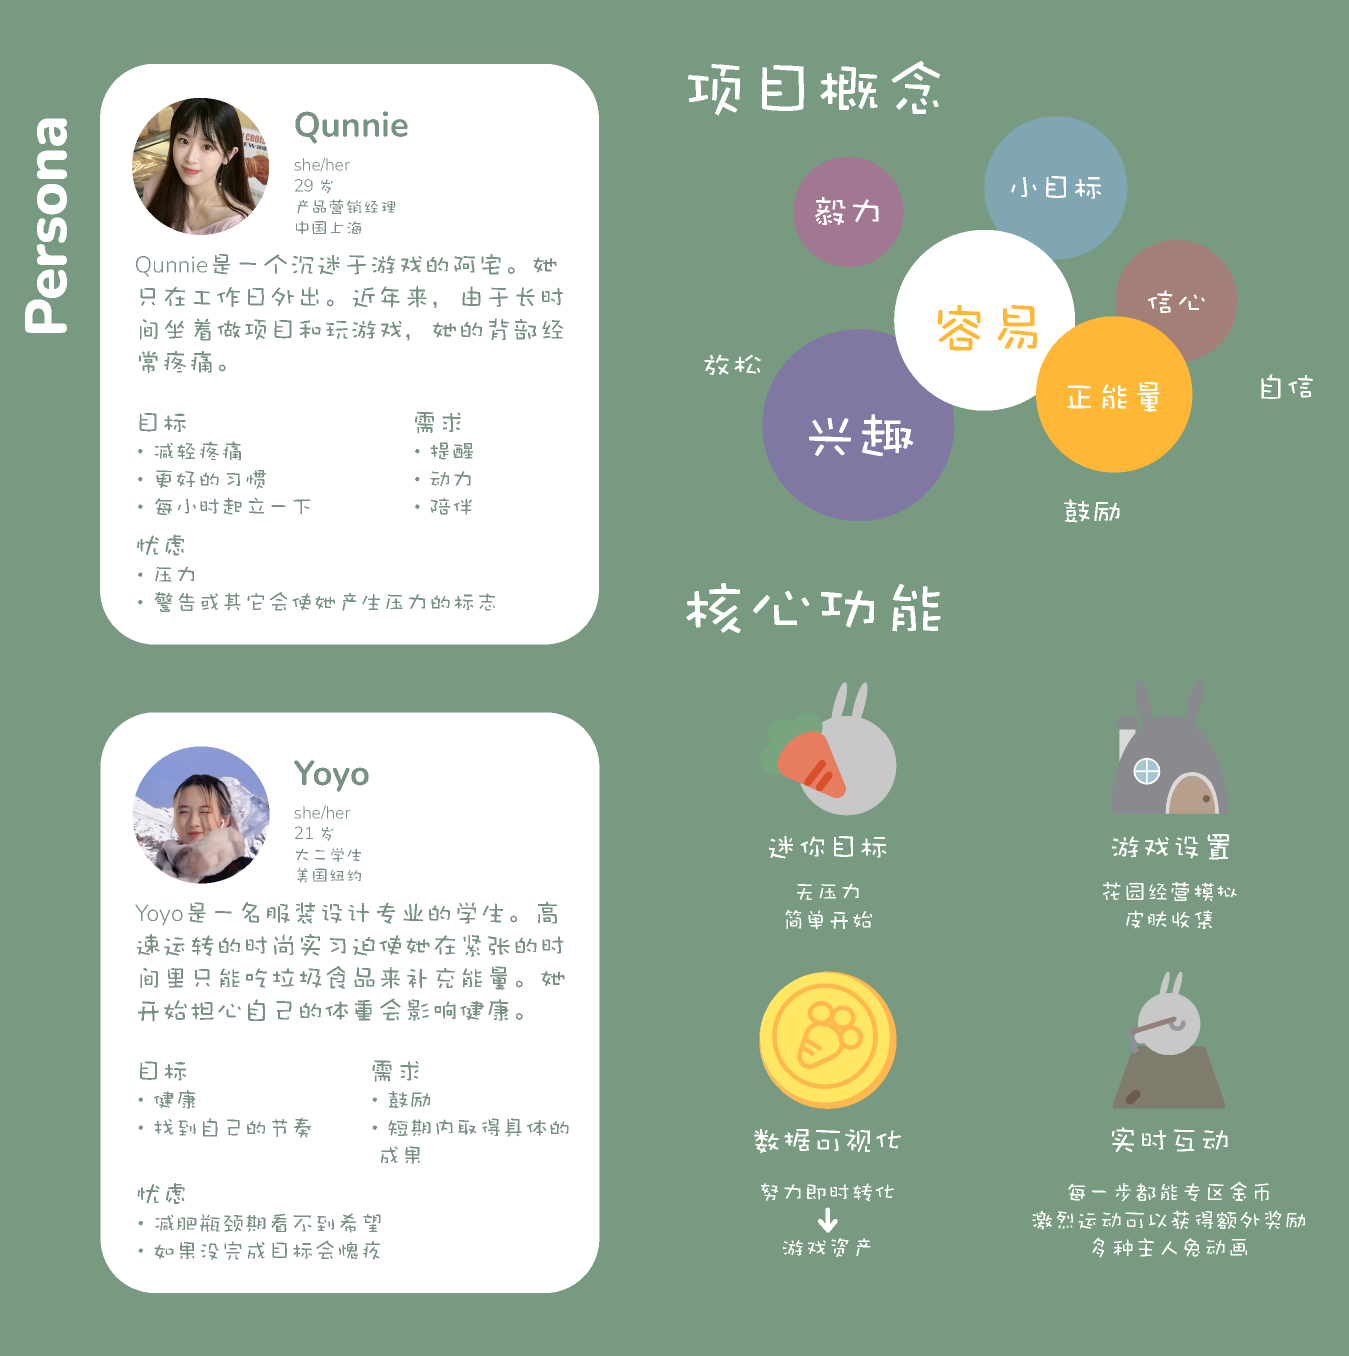 Persona
Qunnie
she/her
29 岁
产品营销经理
中国上海
Qunnie是一个沉迷于游戏的阿宅。她
只在工作日外出。近年来，由于长时
间坐着做项目和玩游戏，她的背部经
常疼痛。
目标
• 减轻疼痛
• 更好的习惯
• 每小时起立一下
需求
• 提醒
• 动力
• 陪伴
忧虑
• 压力
• 警告或其它会使她产生压力的标志
Yoyo
she/her
21 岁
大二学生
美国纽约
Yoyo是一名服装设计专业的学生。高
速运转的时尚实习迫使她在紧张的时
间里只能吃垃圾食品来补充能量。她
开始担心自己的体重会影响健康。
目标
• 健康
• 找到自己的节奏
需求
• 鼓励
• 短期内取得具体的
成果
忧虑
• 减肥瓶颈期看不到希望
• 如果没完成目标会愧疚
项目概念
毅力
小目标
容易
信心
放松
兴趣
正能量
自信
鼓励
核心功能
迷你目标
无压力
简单开始
游戏设置
花园经营模拟
皮肤收集
数据可视化
努力即时转化
游戏资产
实时互动
每一步都能专区金币
激烈运动可以获得额外奖励
多种主人兔动画